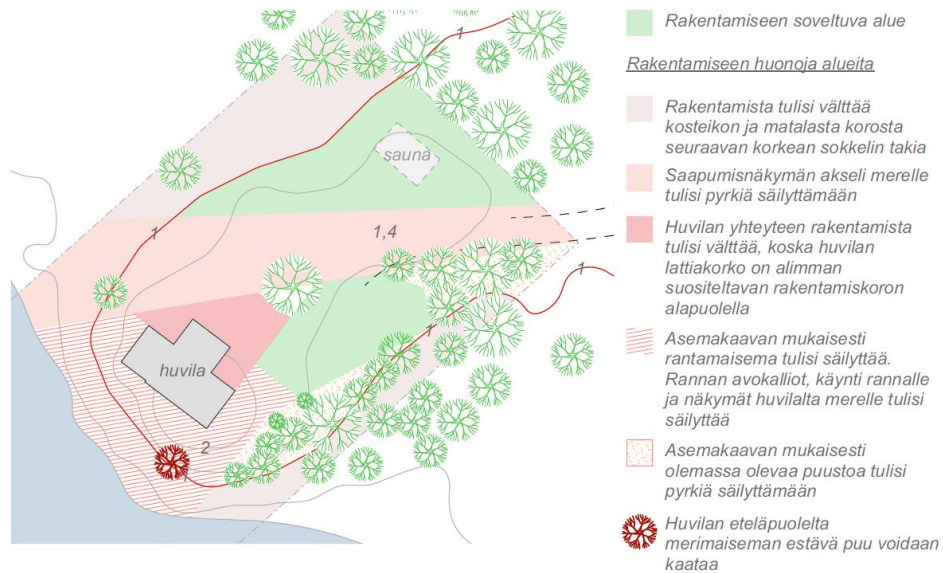 1
Rakentamiseen soveltuva alue
Rakentamiseen huonoja alueita
sauna
Rakentamista tulisi välttää
kosteikon ja matalasta korosta
seuraavan korkean sokkelin takia
Saapumisnäkymän akseli merelle
tulisi pyrkiä säilyttämään
1
1,4
Huvilan yhteyteen rakentamista
tulisi välttää, koska huvilan
lattiakorko on alimman
suositeltavan rakentamiskoron
alapuolella
1
1
huvila
Asemakaavan mukaisesti
rantamaisema tulisi säilyttää.
Rannan avokalliot, käynti rannalle
ja näkymät huvilalta merelle tulisi
säilyttää
2
1
Asemakaavan mukaisesti
olemassa olevaa puustoa tulisi
pyrkiä säilyttämään
Huvilan eteläpuolelta
merimaiseman estävä puu voidaan
kaataa